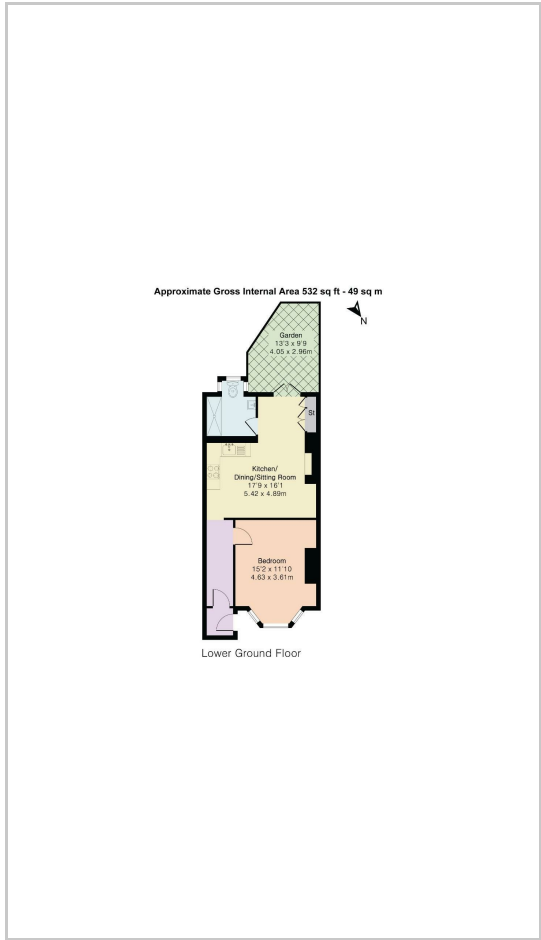 Approximate Gross Internal Area 532 sq ft - 49 sq m
N
Garden
13'3 x 9'9
4.05 x 2.96m
St
Kitchen/
Dining/Sitting Room
17'9 x 16'1
5.42 x 4.89m
Bedroom
15'2 x 11'10
4.63 x 3.61m
Lower Ground Floor